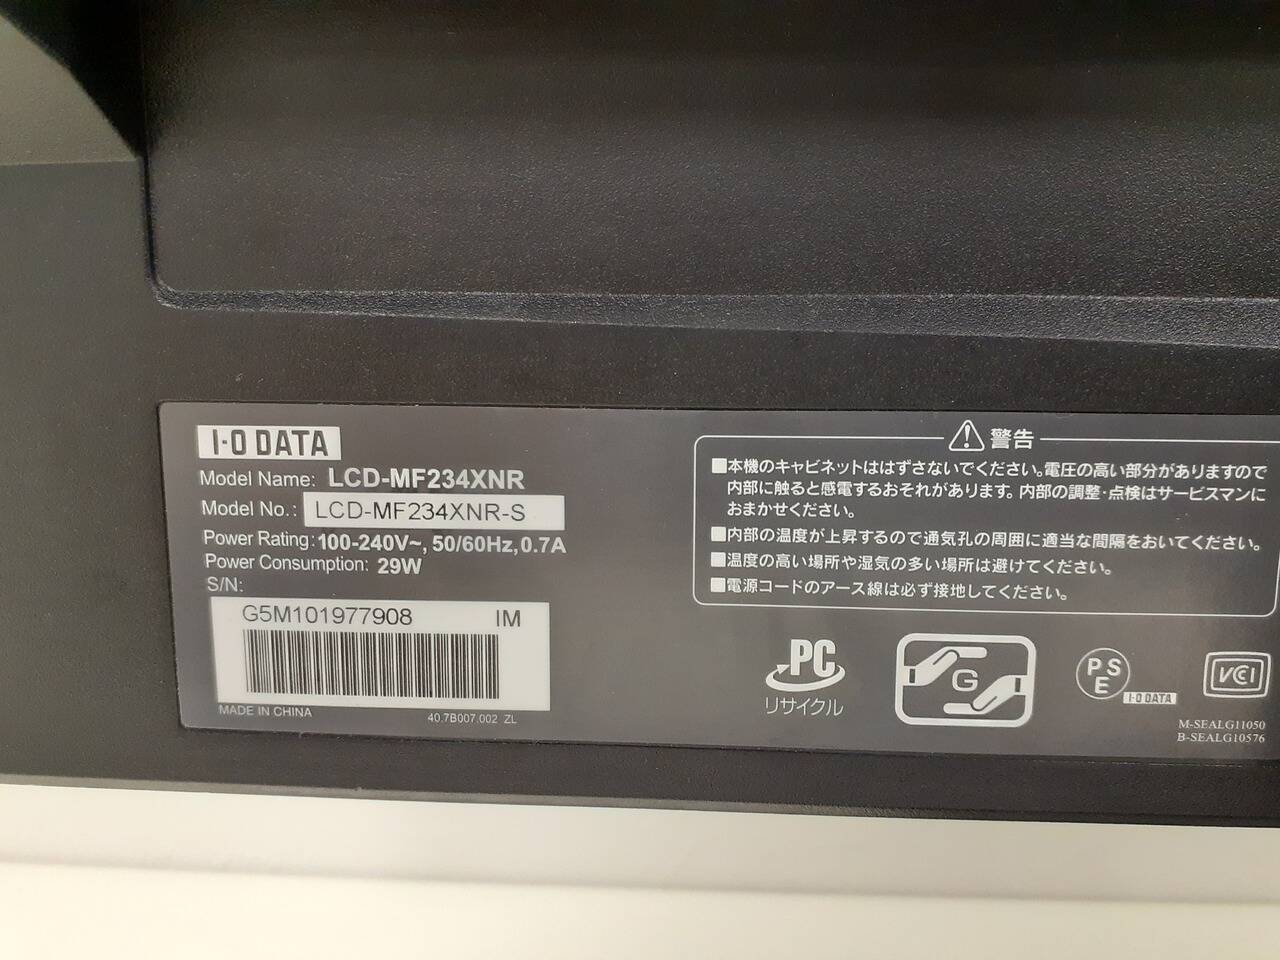 I-O DATA
Model Name: LCD-MF234XNR
Model No.: LCD-MF234XNR-S
Power Rating: 100-240V~, 50/60Hz, 0.7A
Power Consumption: 29W
S/N:
G5M101977908 IM
MADE IN CHINA 40.7B007.002 ZL
警告
■本機のキャビネットははずさないでください。電圧の高い部分がありますので
内部に触ると感電するおそれがあります。内部の調整・点検はサービスマンに
おまかせください。
■内部の温度が上昇するので通気孔の周囲に適当な間隔をおいてください。
■温度の高い場所や湿気の多い場所は避けてください。
■電源コードのアース線は必ず接地してください。
PC
リサイクル
G
PS
E
I-O DATA
VCI
M-SEALG11050
B-SEALG10576